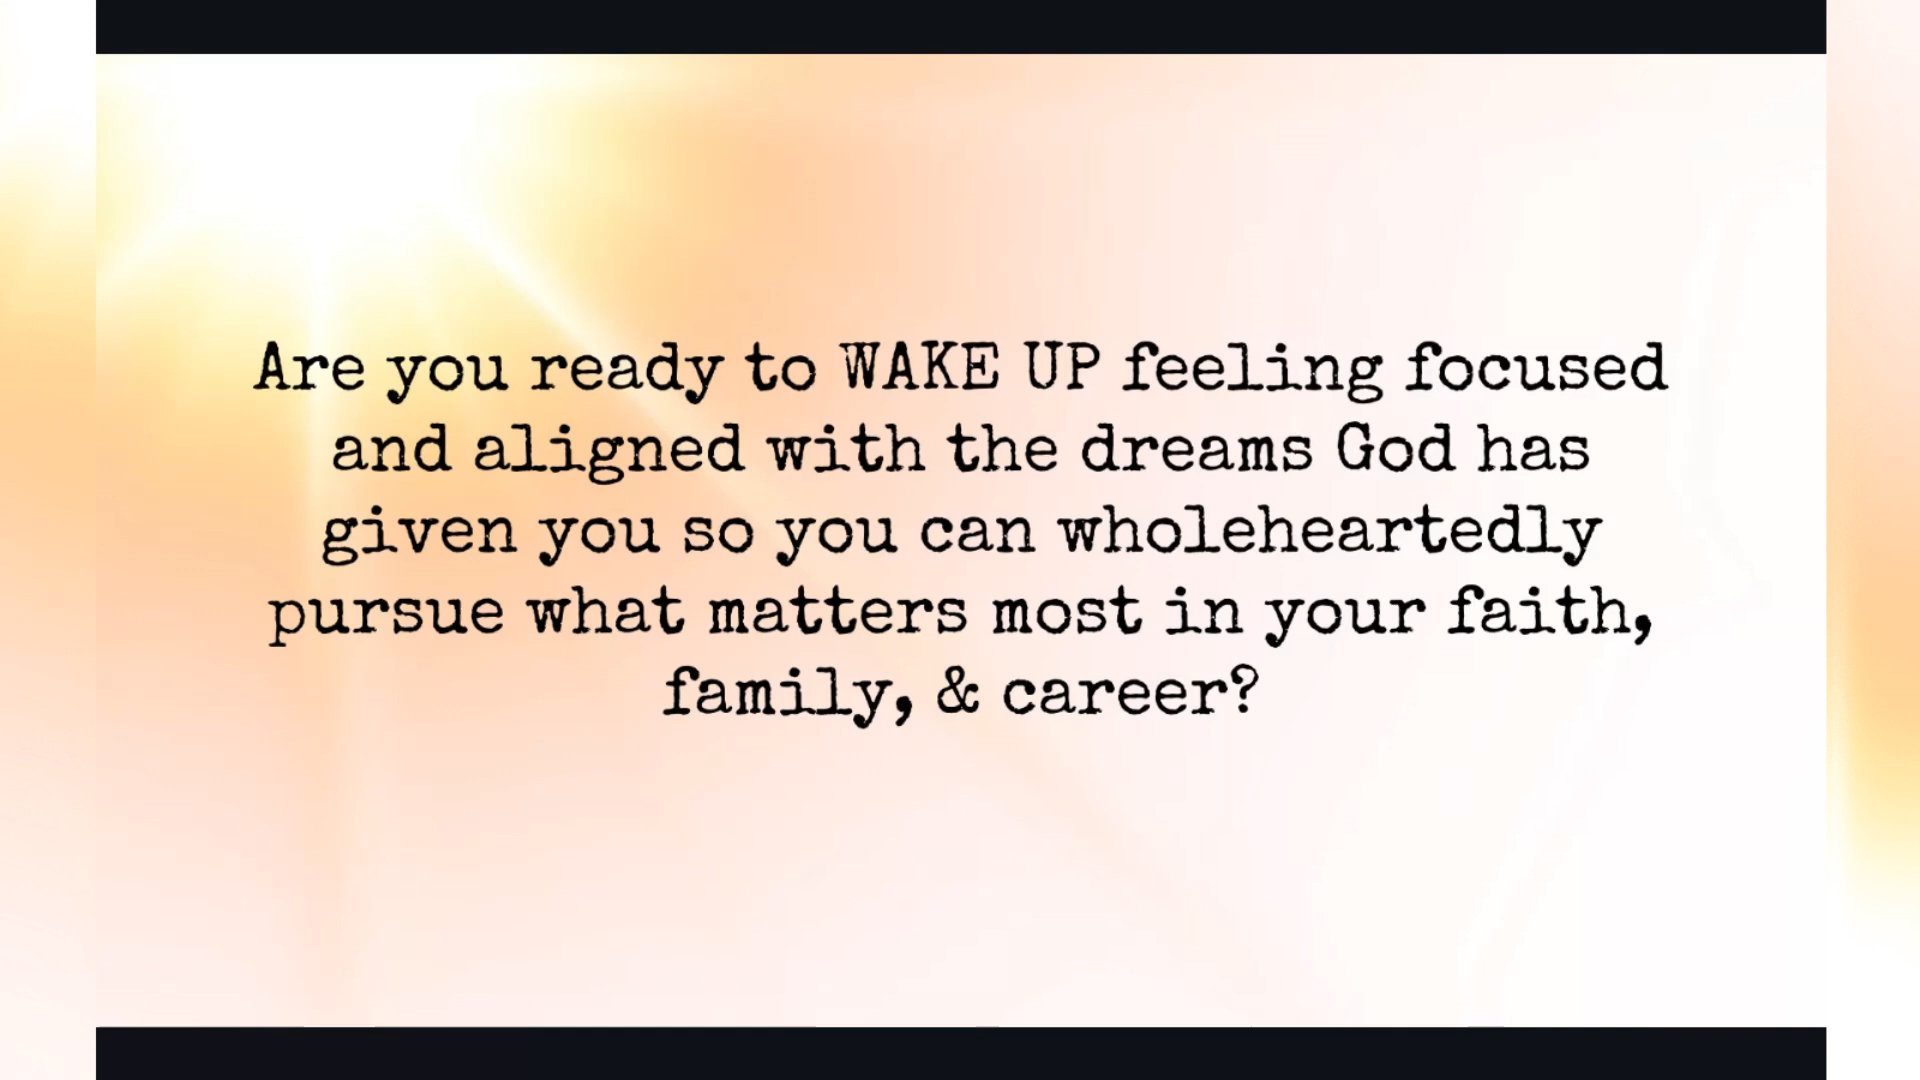 Are you ready to WAKE UP feeling focused
and aligned with the dreams God has
given you so you can wholeheartedly
pursue what matters most in your faith,
family, & career?